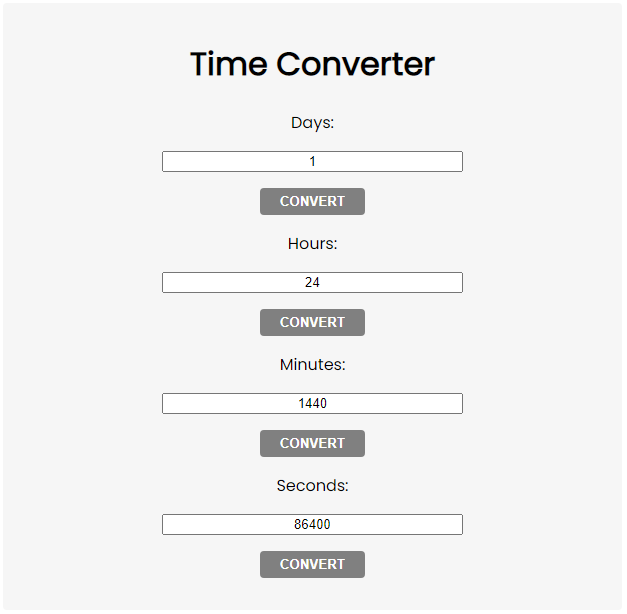 Time Converter
Days:
1
CONVERT
Hours:
24
CONVERT
Minutes:
1440
CONVERT
Seconds:
86400
CONVERT